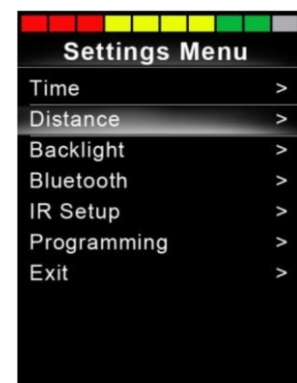 Settings Menu
Time >
Distance >
Backlight >
Bluetooth >
IR Setup >
Programming >
Exit >